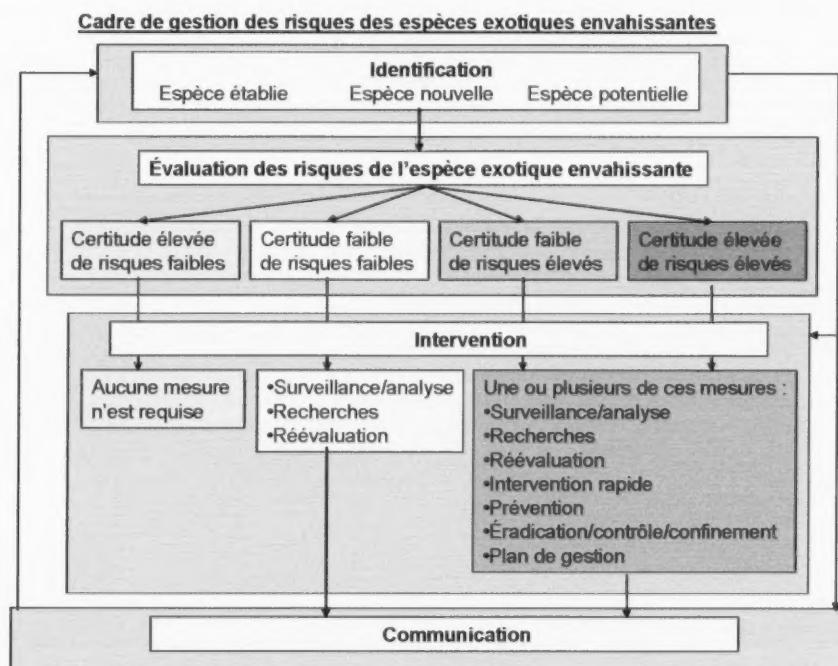 Cadre de gestion des risques des espèces exotiques envahissantes
Identification
Espèce établie Espèce nouvelle Espèce potentielle
Évaluation des risques de l'espèce exotique envahissante
Certitude élevée
de risques faibles
Certitude faible
de risques faibles
Certitude faible
de risques élevés
Certitude élevée
de risques élevés
Intervention
Aucune mesure
n'est requise
•Surveillance/analyse
•Recherches
•Réévaluation
Une ou plusieurs de ces mesures :
•Surveillance/analyse
•Recherches
•Réévaluation
•Intervention rapide
•Prévention
•Éradication/contrôle/confinement
•Plan de gestion
Communication